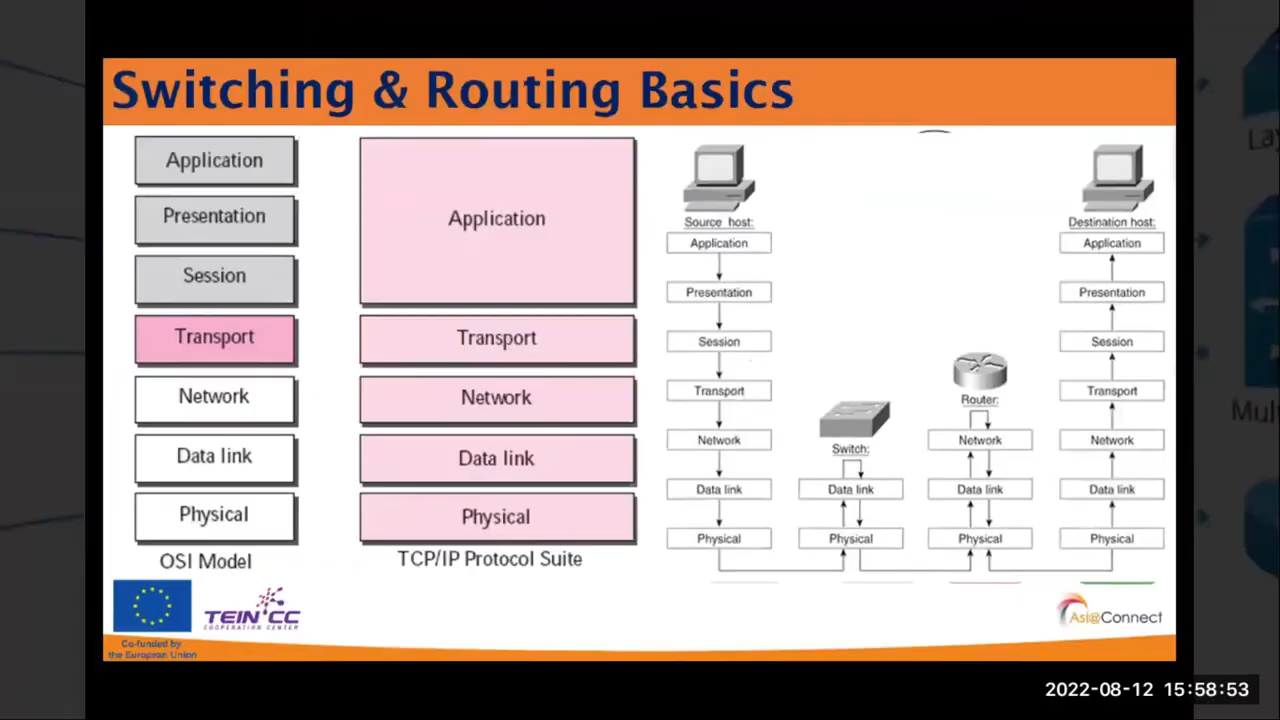 Switching & Routing Basics
Application
Presentation
Session
Transport
Network
Data link
Physical
OSI Model
Application
Transport
Network
Data link
Physical
TCP/IP Protocol Suite
Source host:
Application
Presentation
Session
Transport
Network
Data link
Physical
Switch:
Data link
Physical
Router:
Network
Data link
Physical
Destination host:
Application
Presentation
Session
Transport
Network
Data link
Physical
Co-funded by
the European Union
TEIN*CC
COOPERATION CENTER
Asi@Connect
La
Mul
2022-08-12 15:58:53